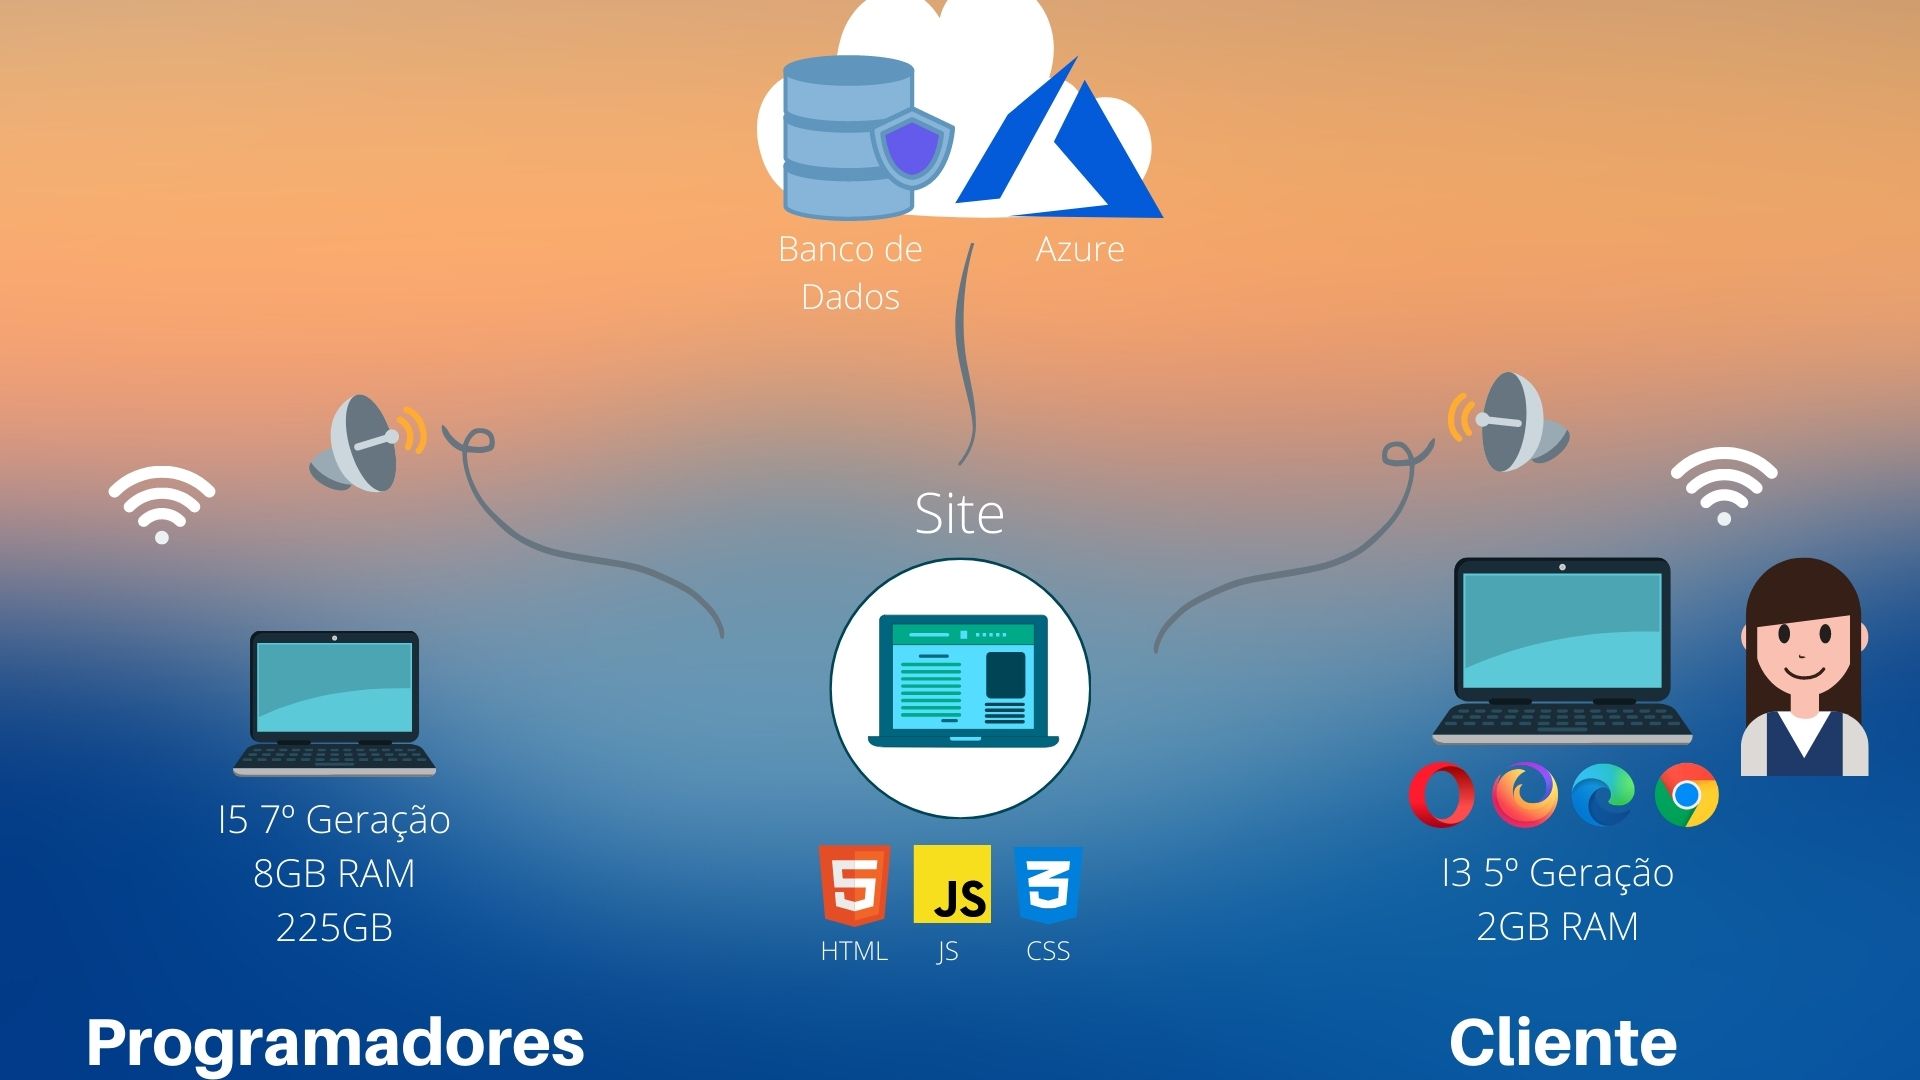 Banco de
Dados
Azure
Site
I5 7º Geração
8GB RAM
225GB
JS
HTML
JS
CSS
I3 5º Geração
2GB RAM
Programadores
Cliente